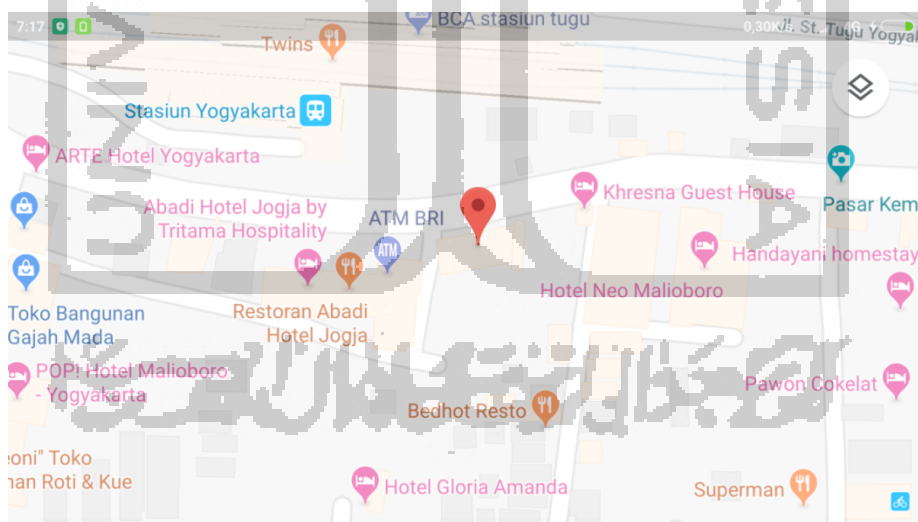 7:17
0,30K/s
4G
BCA stasiun tugu
St. Tugu Yogyak
Twins
Stasiun Yogyakarta
ARTE Hotel Yogyakarta
Khresna Guest House
Abadi Hotel Jogja by
Tritama Hospitality
ATM BRI
ATM
Pasar Kem
Handayani homestay
Hotel Neo Malioboro
Toko Bangunan
Gajah Mada
Restoran Abadi
Hotel Jogja
POP! Hotel Malioboro
- Yogyakarta
Pawon Cokelat
Bedhot Resto
eoni" Toko
nan Roti & Kue
Hotel Gloria Amanda
Superman